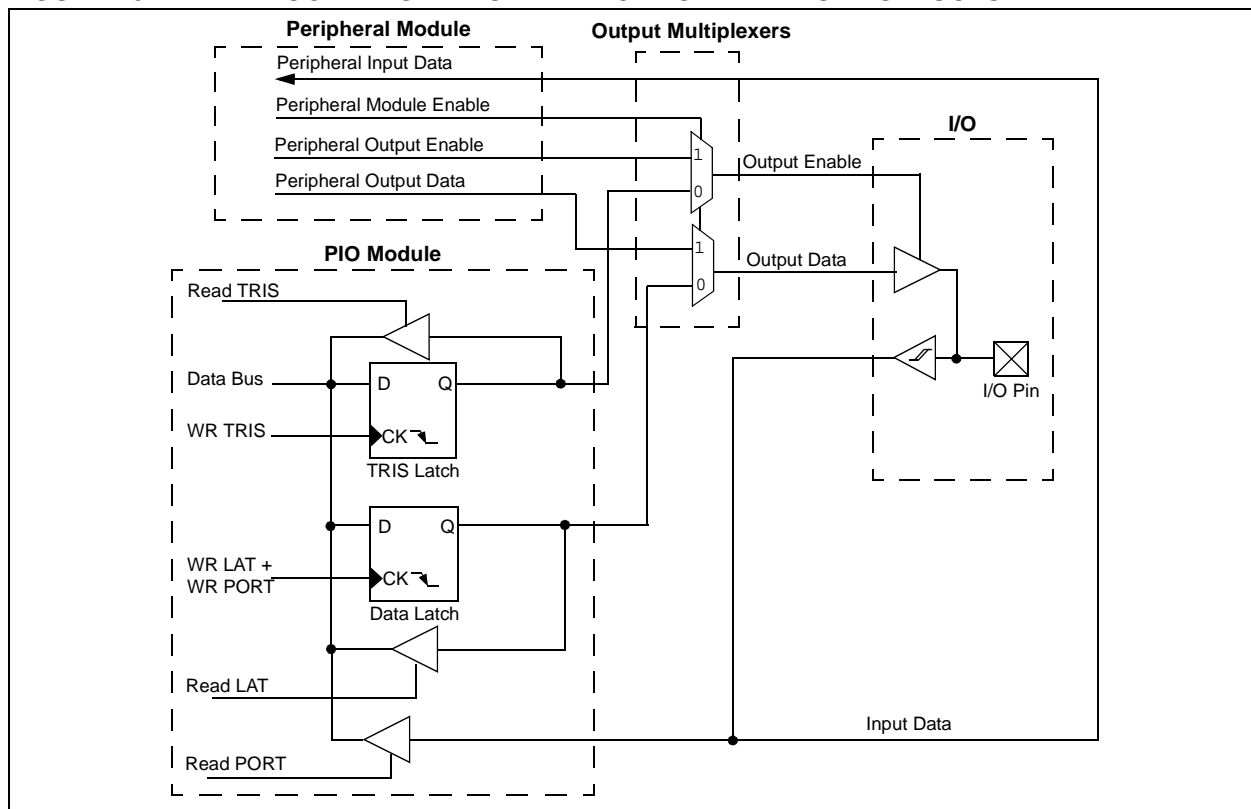 Peripheral Module
Output Multiplexers
Peripheral Input Data
Peripheral Module Enable
Peripheral Output Enable
Peripheral Output Data
1
0
1
0
Output Enable
Output Data
I/O
I/O Pin
PIO Module
Read TRIS
Data Bus
WR TRIS
D Q
CK
TRIS Latch
D Q
WR LAT +
WR PORT
CK
Data Latch
Read LAT
Read PORT
Input Data